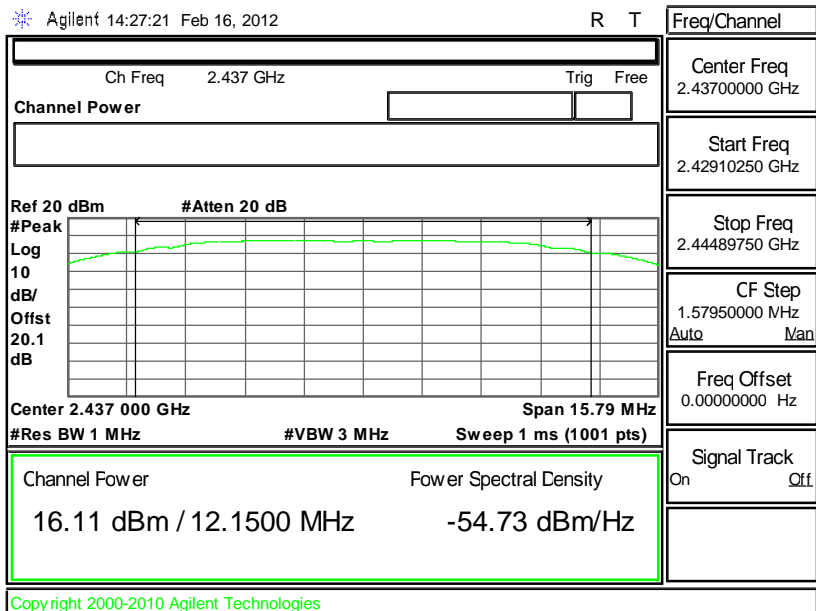 Agilent 14:27:21 Feb 16, 2012 R T
Ch Freq 2.437 GHz Trig Free
Channel Power
Ref 20 dBm #Atten 20 dB
#Peak
Log
10
dB/
Offst
20.1
dB
Center 2.437 000 GHz Span 15.79 MHz
#Res BW 1 MHz #VBW 3 MHz Sweep 1 ms (1001 pts)
Channel Power Power Spectral Density
16.11 dBm / 12.1500 MHz -54.73 dBm/Hz
Copyright 2000-2010 Agilent Technologies
Freq/Channel
Center Freq
2.43700000 GHz
Start Freq
2.42910250 GHz
Stop Freq
2.44489750 GHz
CF Step
1.57950000 MHz
Auto Man
Freq Offset
0.00000000 Hz
Signal Track
On Off